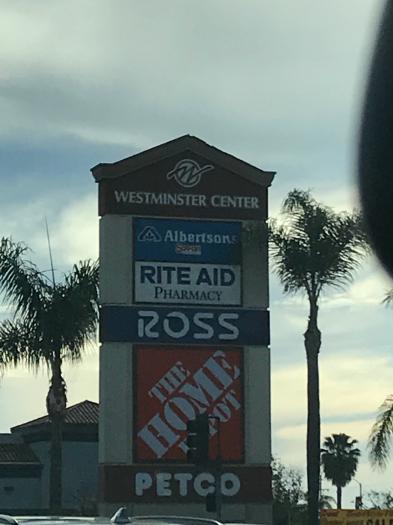 WESTMINSTER CENTER
Albertsons
RITE AID
PHARMACY
ROSS
THE
HOME
DEPOT
PETCO